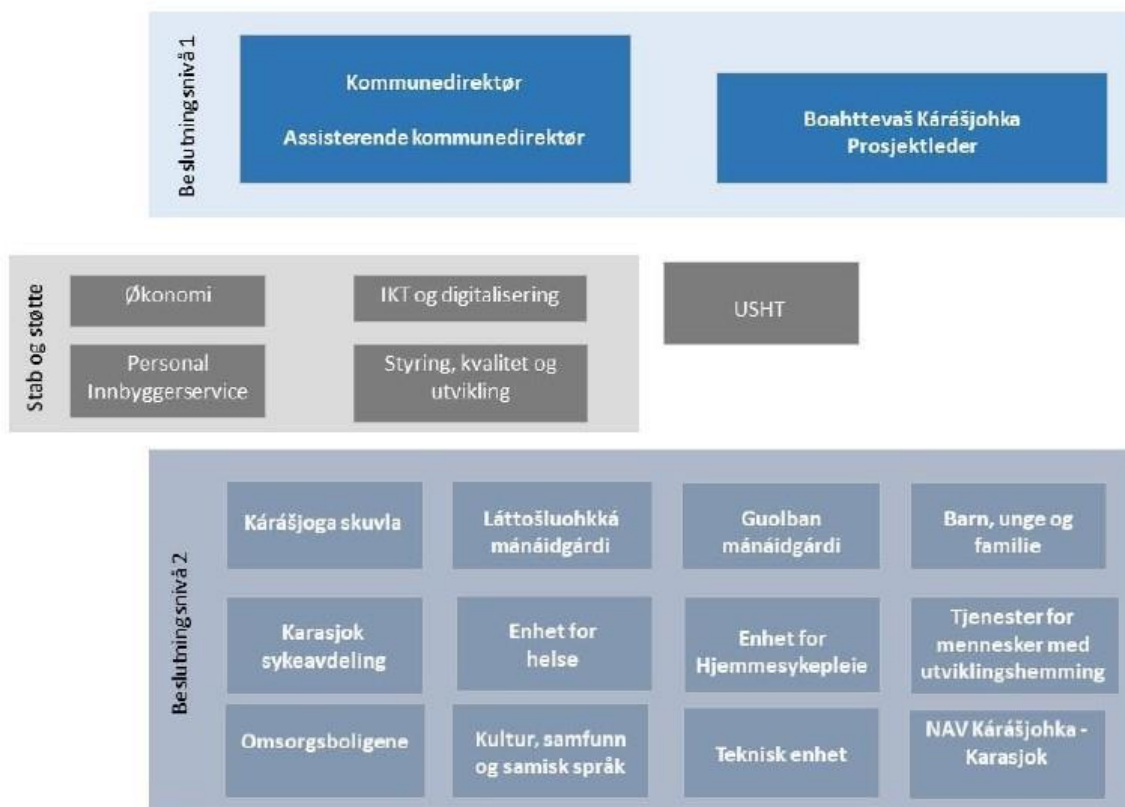 Beslutningsnivå 1
Kommunedirektør
Assisterende kommunedirektør
Boahttevaš Kárášjohka
Prosjektleder
Stab og støtte
Økonomi
IKT og digitalisering
Personal
Innbyggerservice
Styring, kvalitet og
utvikling
USHT
Beslutningsnivå 2
Kárášjoga skuvla
Láttošluohkká
mánáidgárdi
Guolban
mánáidgárdi
Barn, unge og
familie
Karasjok
sykeavdeling
Enhet for
helse
Enhet for
Hjemmesykepleie
Tjenester for
mennesker med
utviklingshemming
Omsorgsboligene
Kultur, samfunn
og samisk språk
Teknisk enhet
NAV Kárášjohka -
Karasjok